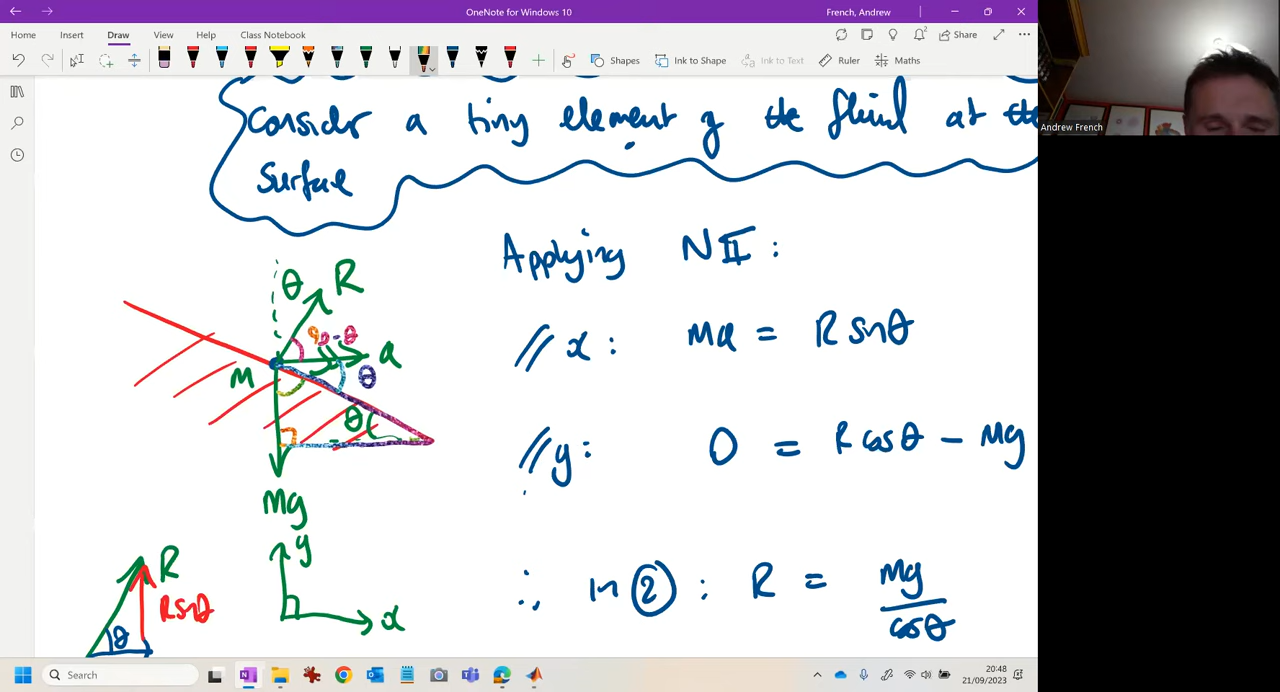 OneNote for Windows 10
French, Andrew
Home Insert Draw View Help Class Notebook
Share
Shapes Ink to Shape Ink to Text Ruler Maths
Andrew French
Consider a tiny element of the fluid at the
surface
Applying NII:
// x: Ma = R sinθ
// y: 0 = R cosθ - Mg
∴ in ②: R = Mg / cosθ
θ R
90-θ
a
M θ
θ
Mg
y
x
R
R sinθ
θ
Search
20:48
21/09/2023